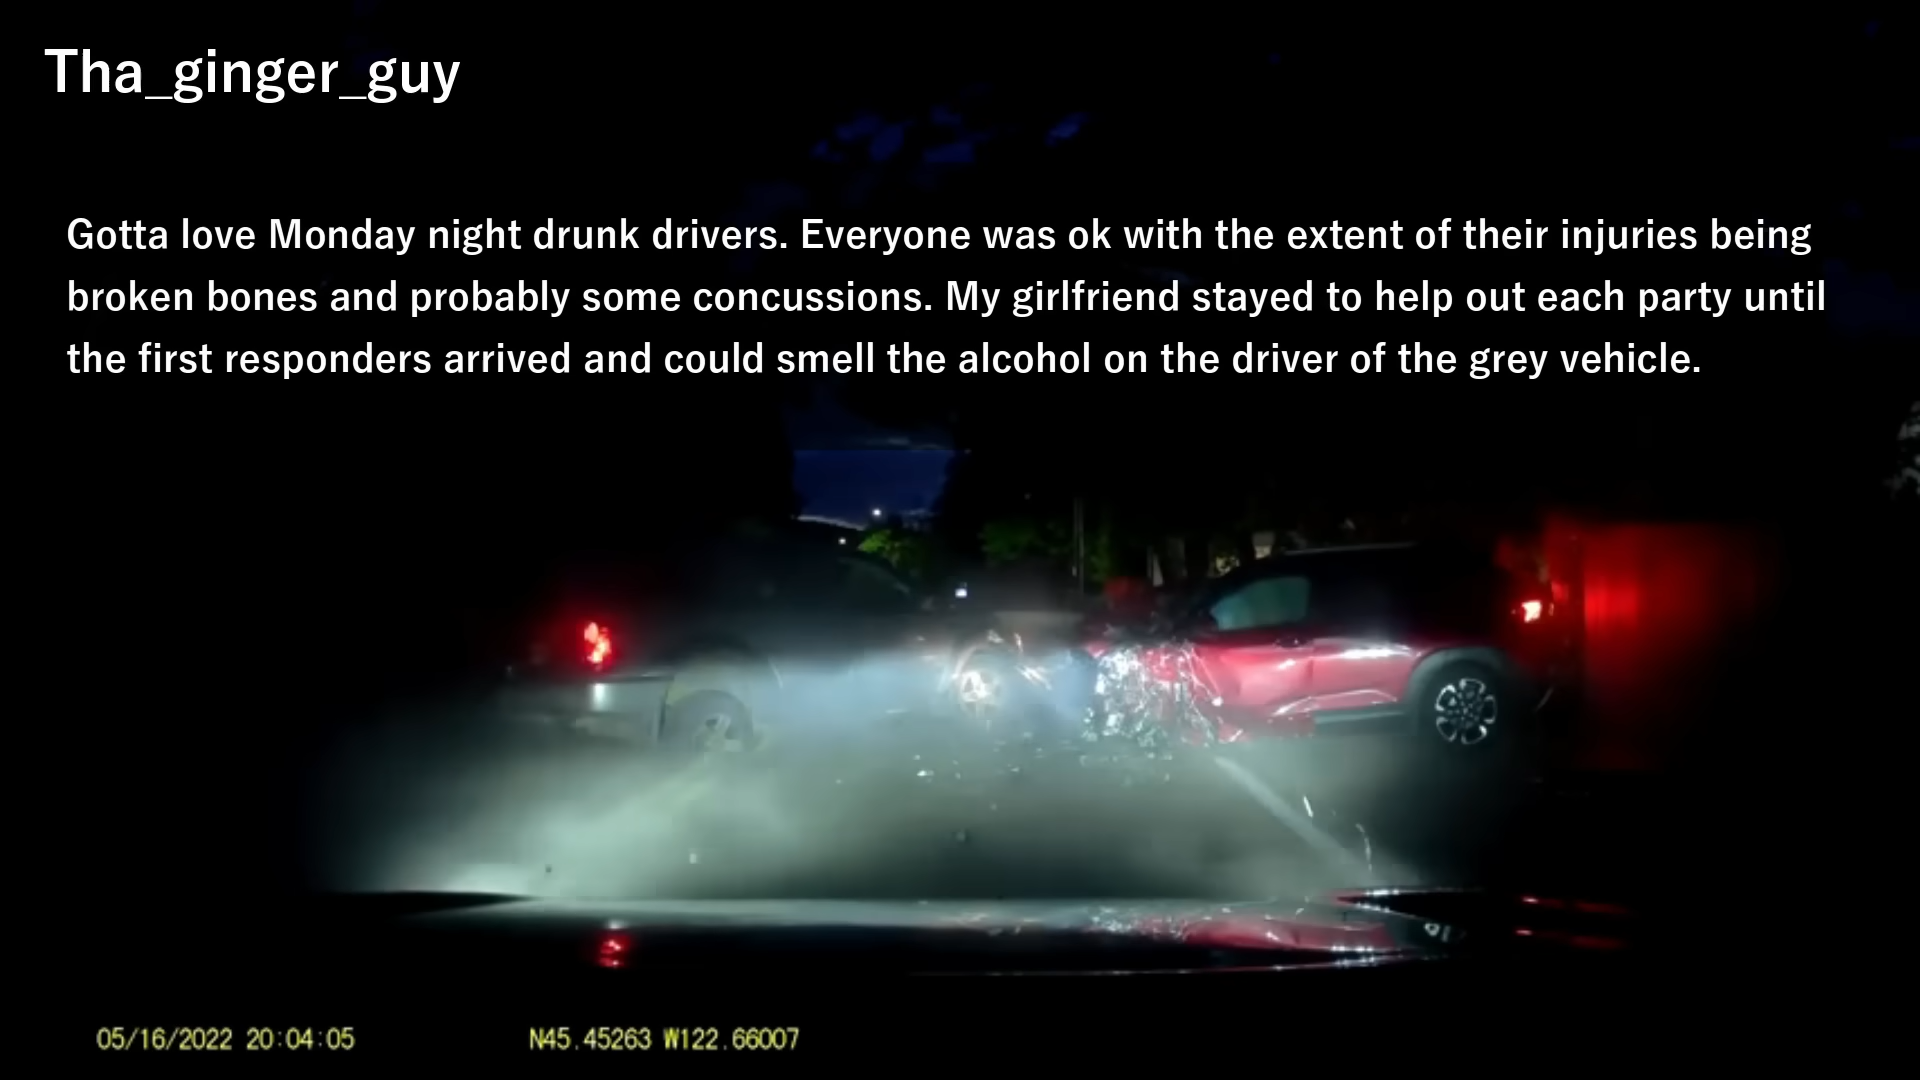 Tha_ginger_guy
Gotta love Monday night drunk drivers. Everyone was ok with the extent of their injuries being
broken bones and probably some concussions. My girlfriend stayed to help out each party until
the first responders arrived and could smell the alcohol on the driver of the grey vehicle.
05/16/2022 20:04:05 N45.45263 W122.66007